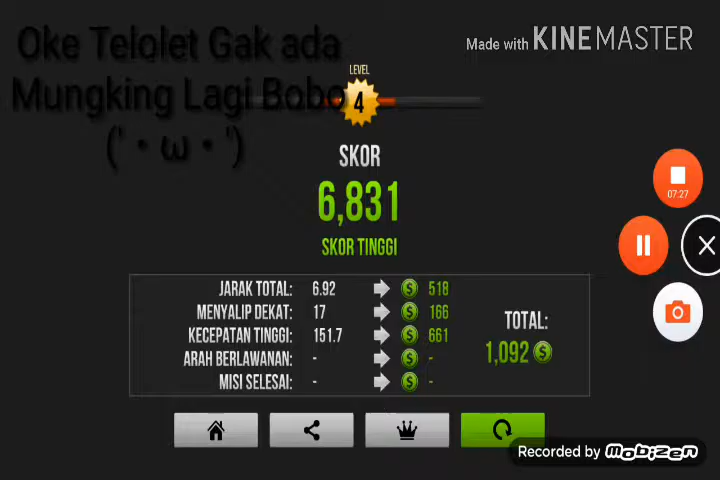 Oke Telolet Gak ada
Mungking Lagi Bobo
('・ω・')
Made with KINEMASTER
LEVEL
4
SKOR
6,831
SKOR TINGGI
JARAK TOTAL: 6.92 518
MENYALIP DEKAT: 17 166
KECEPATAN TINGGI: 151.7 661
ARAH BERLAWANAN: - -
MISI SELESAI: - -
TOTAL:
1,092
07:27
Recorded by mobizen